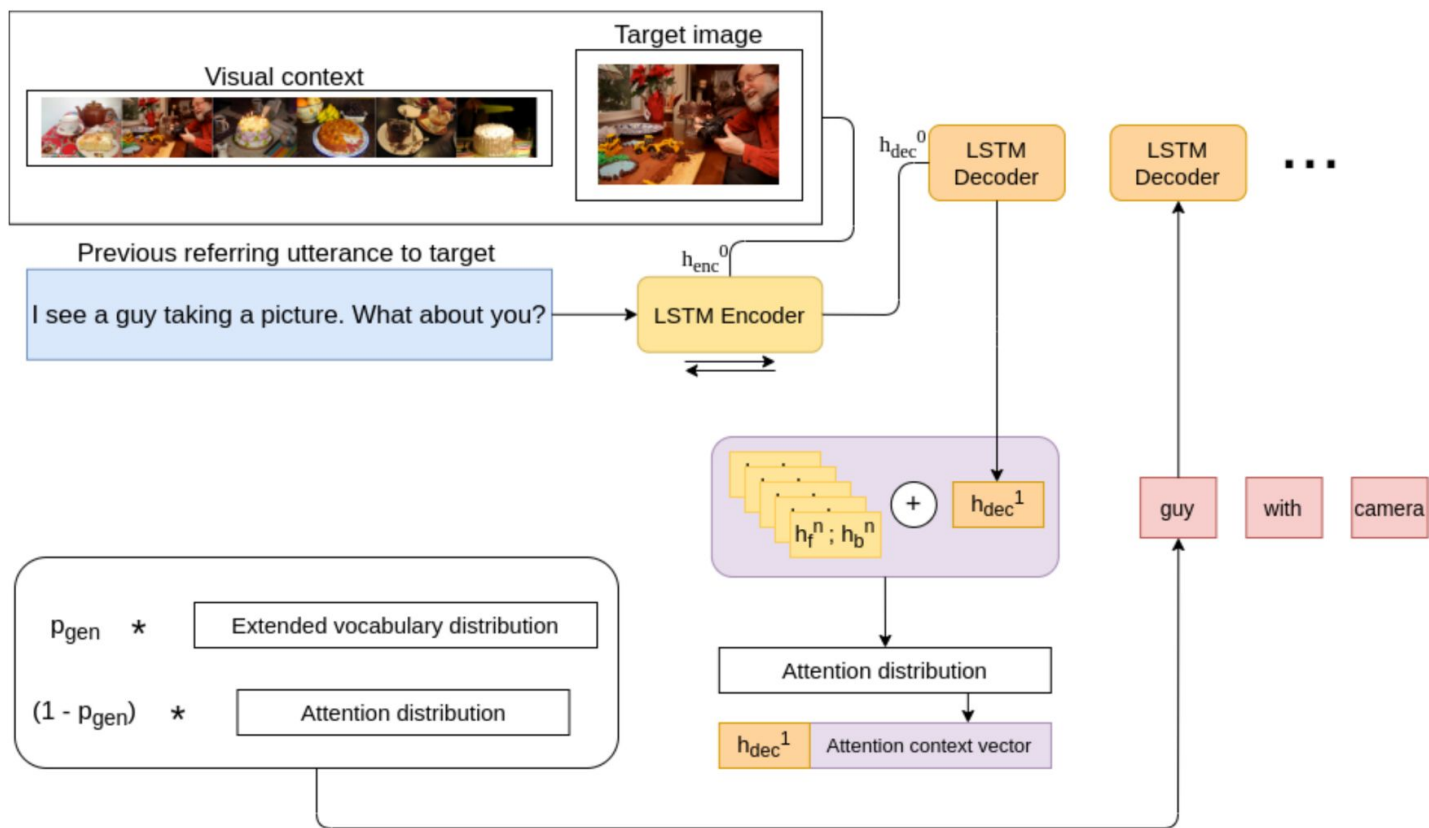 Target image
Visual context
h_dec^0
LSTM
Decoder
LSTM
Decoder
...
Previous referring utterance to target
h_enc^0
I see a guy taking a picture. What about you?
LSTM Encoder
h_f^n ; h_b^n
+
h_dec^1
guy
with
camera
p_gen * Extended vocabulary distribution
(1 - p_gen) * Attention distribution
Attention distribution
h_dec^1
Attention context vector